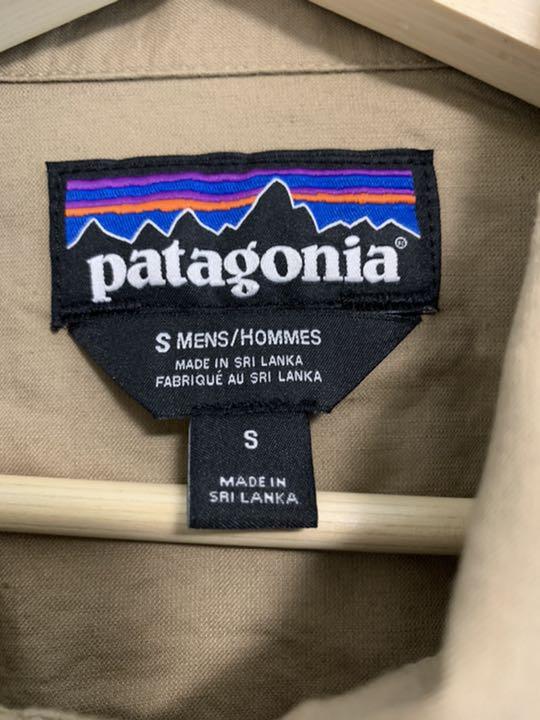 patagonia®
S MENS/HOMMES
MADE IN SRI LANKA
FABRIQUÉ AU SRI LANKA
S
MADE IN
SRI LANKA